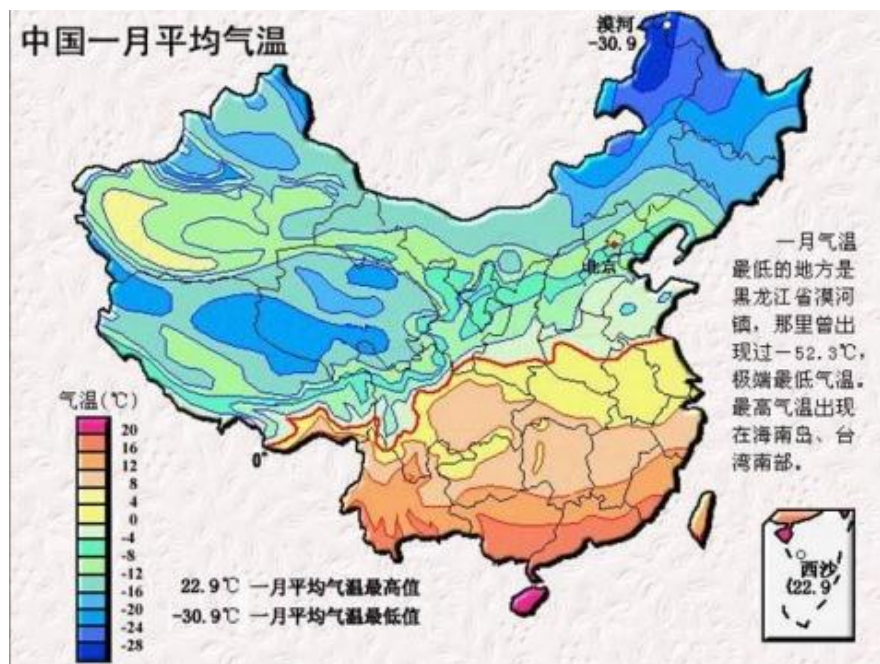 中国一月平均气温
漠河
-30.9
北京
一月气温
最低的地方是
黑龙江省漠河
镇，那里曾出
现过-52.3℃，
极端最低气温。
最高气温出现
在海南岛、台
湾南部。
气温(℃)
20
16
12
8
4
0
-4
-8
-12
-16
-20
-24
-28
0°
22.9℃ 一月平均气温最高值
-30.9℃ 一月平均气温最低值
西沙
(22.9